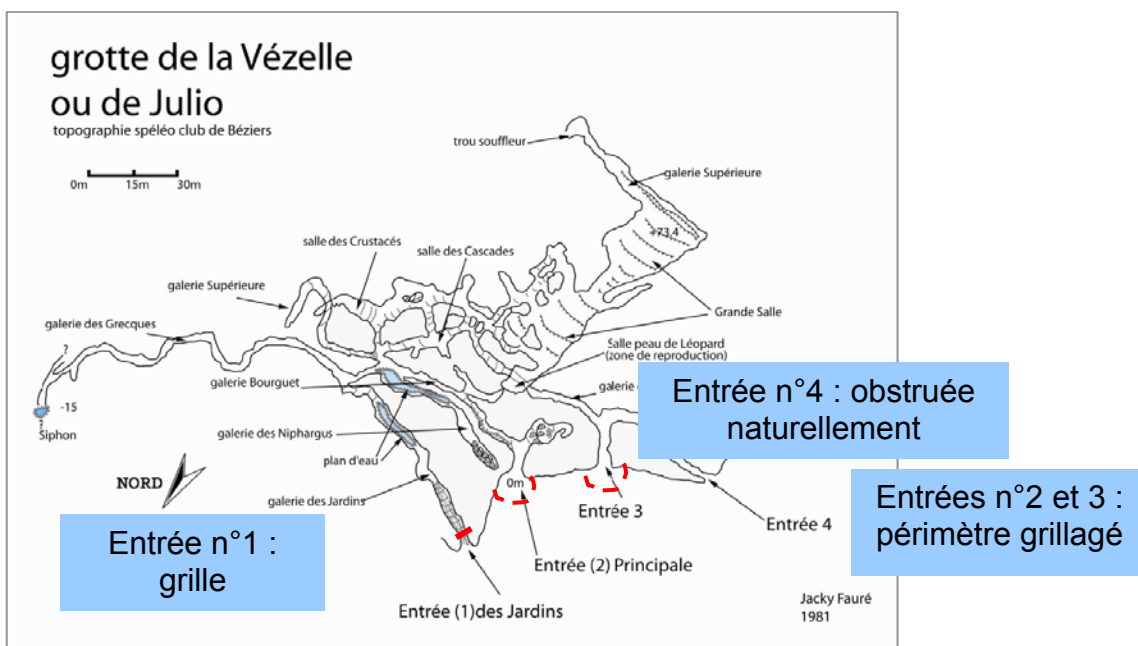 grotte de la Vézelle
ou de Julio
topographie spéléo club de Béziers
0m 15m 30m
trou souffleur
galerie Supérieure
+73,4
salle des Crustacés
salle des Cascades
galerie Supérieure
Grande Salle
galerie des Grecques
?
Salle peau de Léopard
(zone de reproduction)
galerie Bourguet
galerie
-15
Siphon
galerie des Niphargus
plan d'eau
NORD
galerie des Jardins
0m
Entrée n°4 : obstruée
naturellement
Entrée 3
Entrée 4
Entrées n°2 et 3 :
périmètre grillagé
Entrée n°1 :
grille
Entrée (2) Principale
Entrée (1)des Jardins
Jacky Fauré
1981